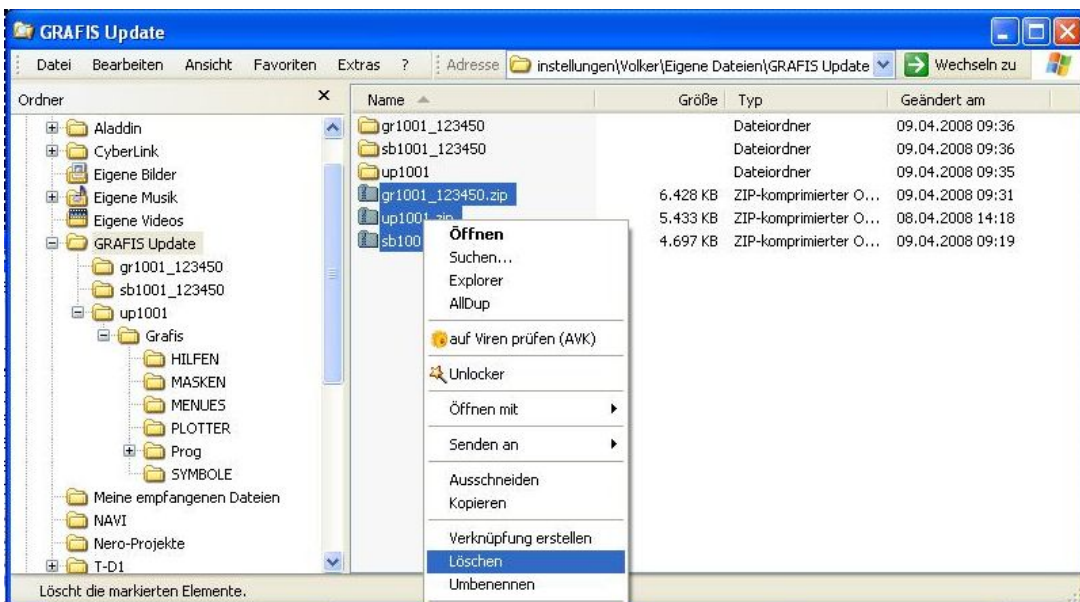 GRAFIS Update
Datei Bearbeiten Ansicht Favoriten Extras ? Adresse instellungen\Volker\Eigene Dateien\GRAFIS Update Wechseln zu
Ordner x
Aladdin
CyberLink
Eigene Bilder
Eigene Musik
Eigene Videos
GRAFIS Update
gr1001_123450
sb1001_123450
up1001
Grafis
HILFEN
MASKEN
MENUES
PLOTTER
Prog
SYMBOLE
Meine empfangenen Dateien
NAVI
Nero-Projekte
T-D1
Name Größe Typ Geändert am
gr1001_123450 Dateiordner 09.04.2008 09:36
sb1001_123450 Dateiordner 09.04.2008 09:36
up1001 Dateiordner 09.04.2008 09:35
gr1001_123450.zip 6.428 KB ZIP-komprimierter O... 09.04.2008 09:31
up1001.zip 5.433 KB ZIP-komprimierter O... 08.04.2008 14:18
sb100 4.697 KB ZIP-komprimierter O... 09.04.2008 09:19
Öffnen
Suchen...
Explorer
AllDup
auf Viren prüfen (AVK)
Unlocker
Öffnen mit
Senden an
Ausschneiden
Kopieren
Verknüpfung erstellen
Löschen
Umbenennen
Löscht die markierten Elemente.